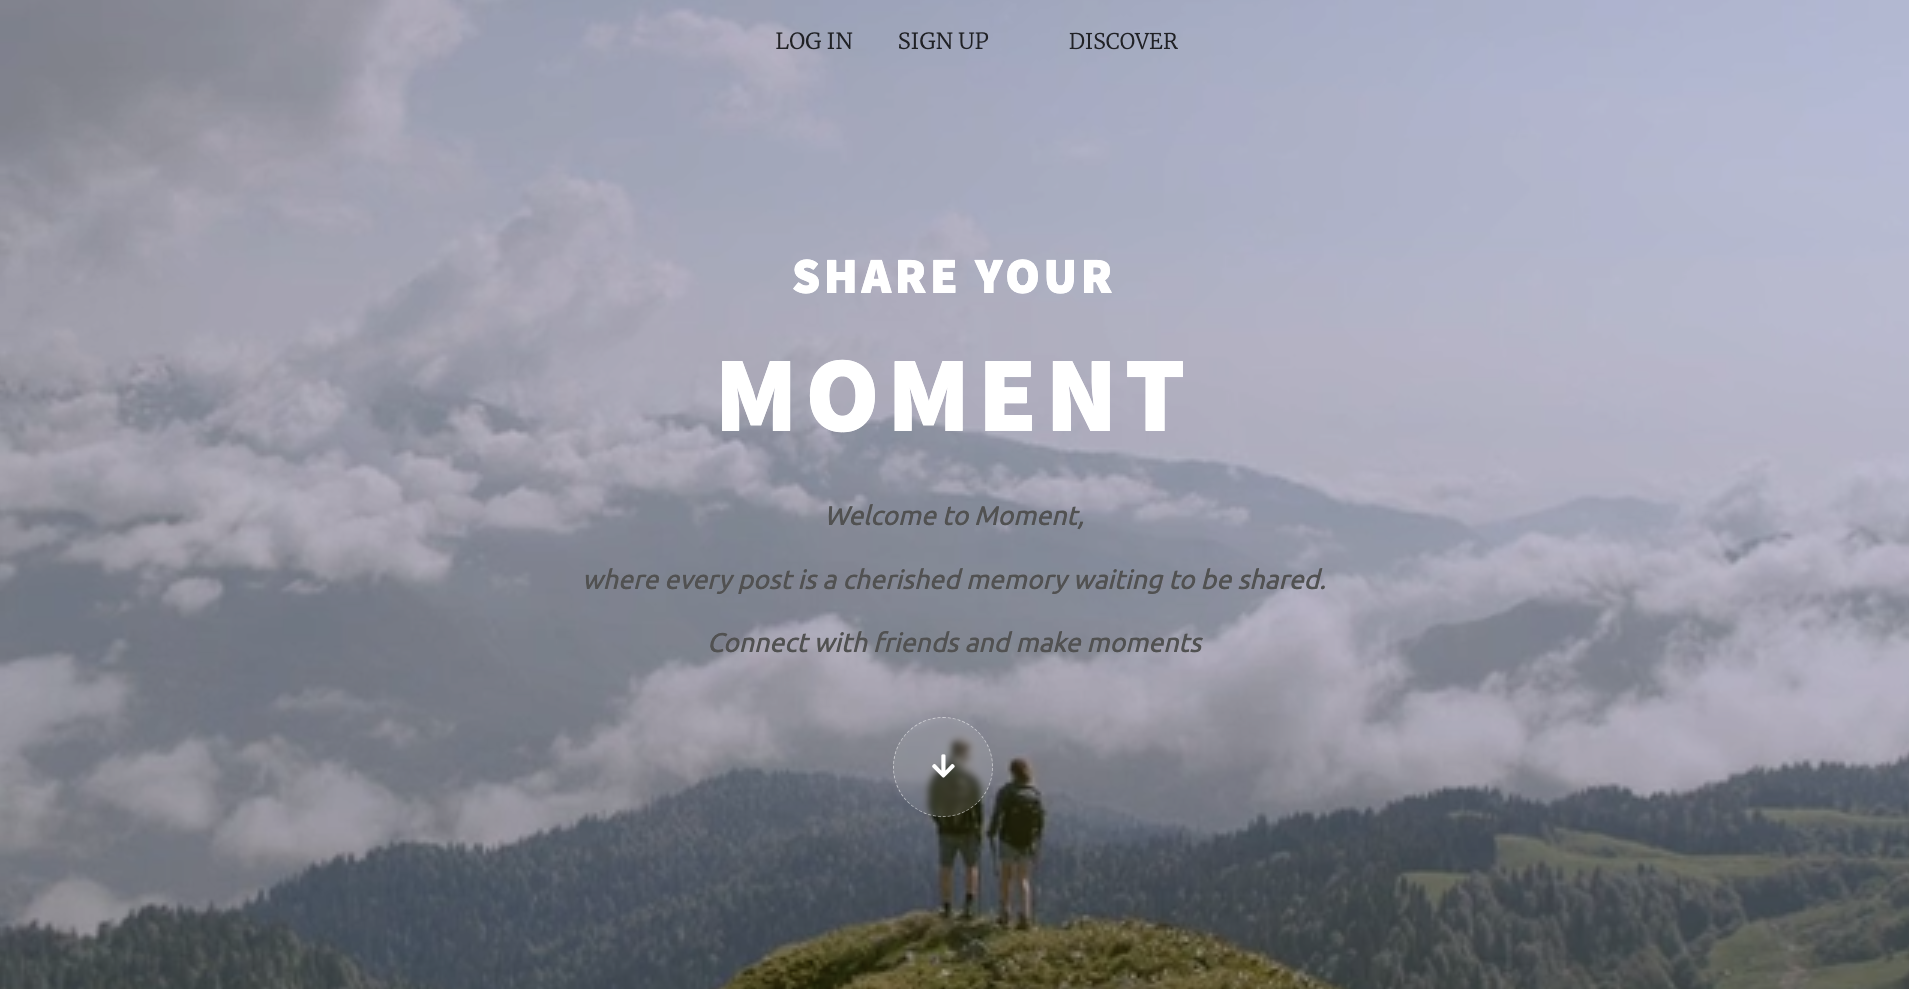 LOG IN SIGN UP DISCOVER
SHARE YOUR
MOMENT
Welcome to Moment,
where every post is a cherished memory waiting to be shared.
Connect with friends and make moments